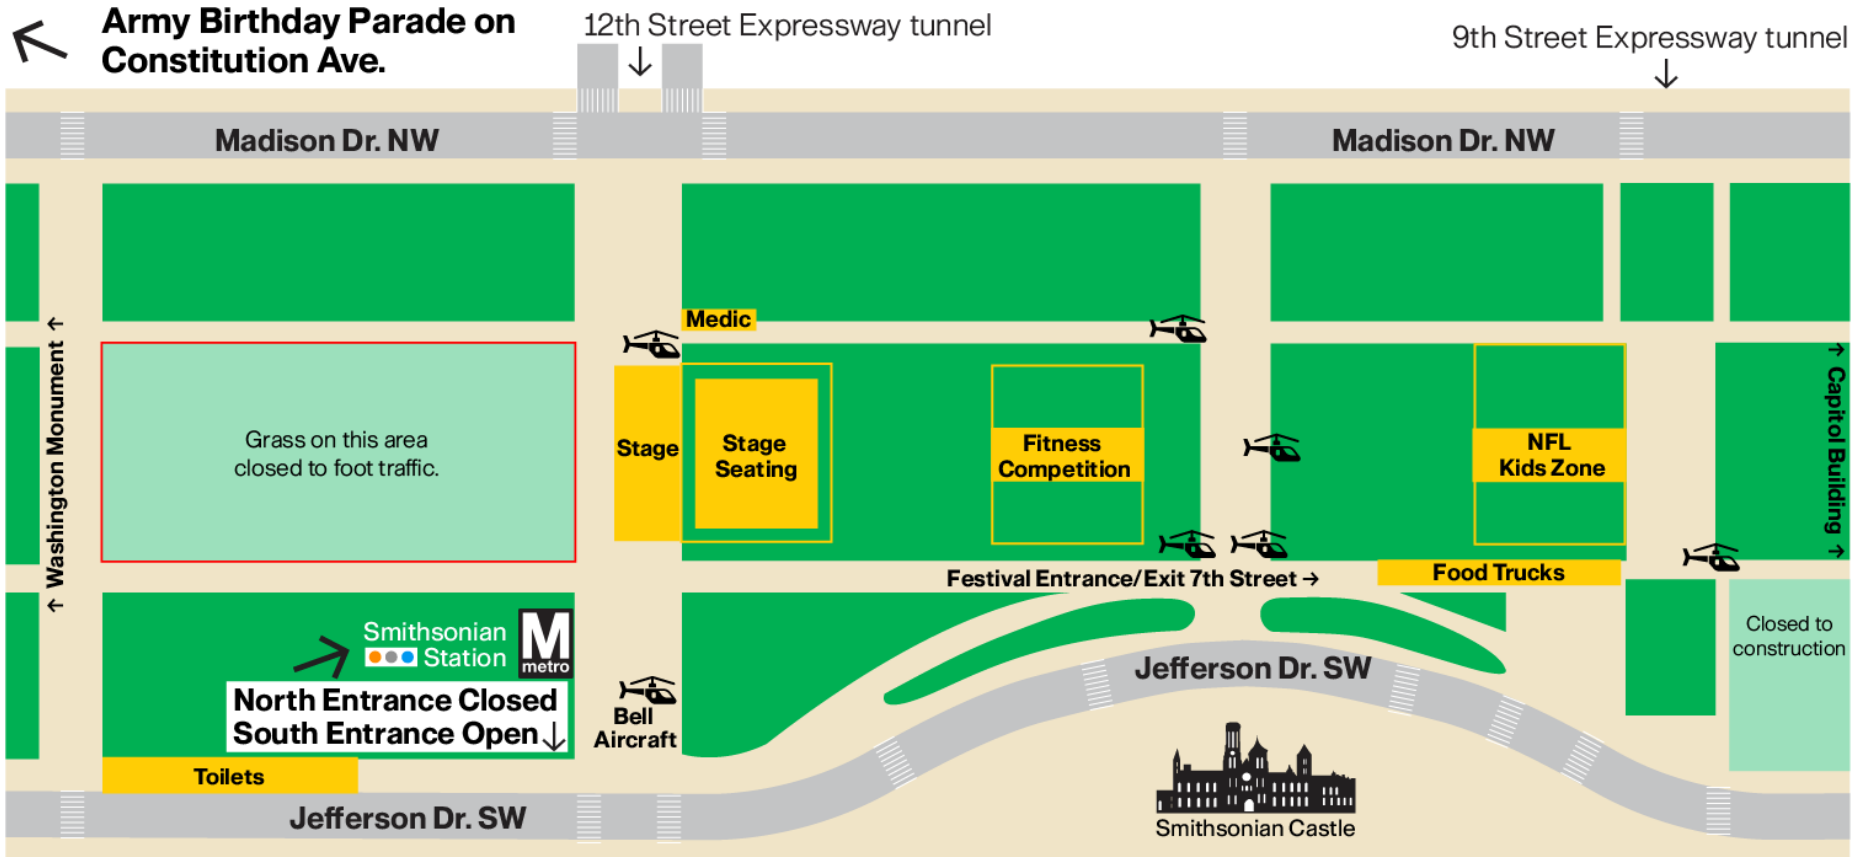 Army Birthday Parade on
Constitution Ave.
12th Street Expressway tunnel
↓
9th Street Expressway tunnel
↓
Madison Dr. NW
Madison Dr. NW
Medic
← Washington Monument ←
Grass on this area
closed to foot traffic.
Stage
Stage
Seating
Fitness
Competition
NFL
Kids Zone
→ Capitol Building →
Festival Entrance/Exit 7th Street →
Food Trucks
Smithsonian
Station
M
metro
North Entrance Closed
South Entrance Open ↓
Bell
Aircraft
Closed to
construction
Jefferson Dr. SW
Toilets
Jefferson Dr. SW
Smithsonian Castle